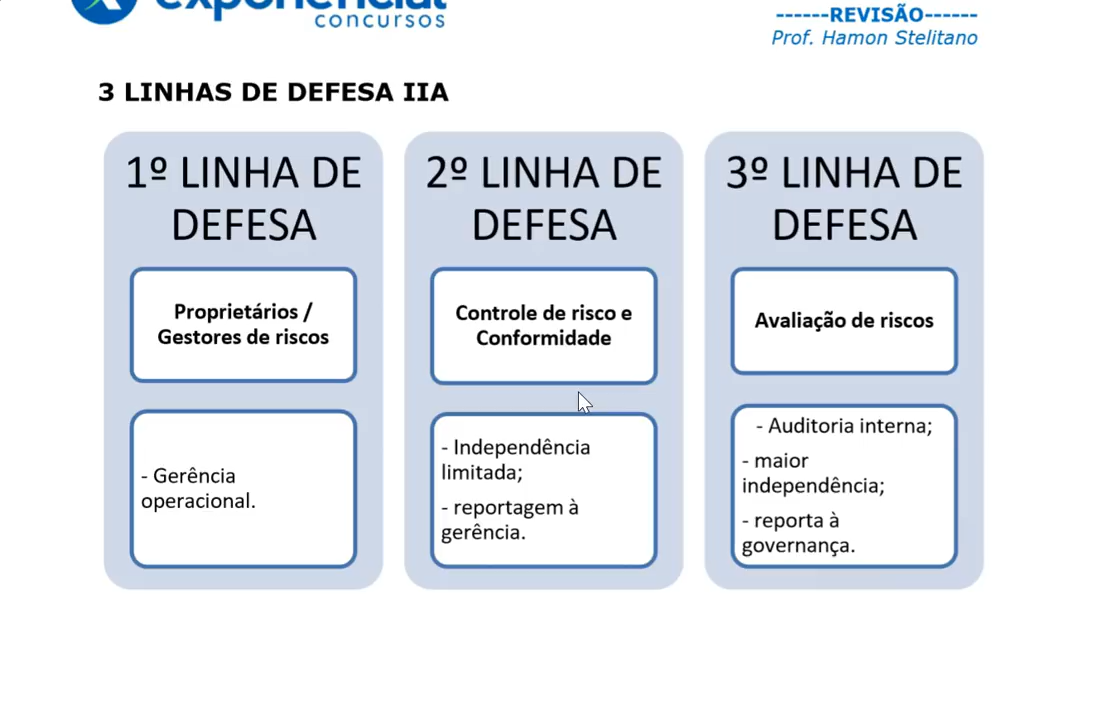 exponencial
concursos
------REVISÃO------
Prof. Hamon Stelitano
3 LINHAS DE DEFESA IIA
1º LINHA DE
DEFESA
Proprietários /
Gestores de riscos
- Gerência
operacional.
2º LINHA DE
DEFESA
Controle de risco e
Conformidade
- Independência
limitada;
- reportagem à
gerência.
3º LINHA DE
DEFESA
Avaliação de riscos
- Auditoria interna;
- maior
independência;
- reporta à
governança.